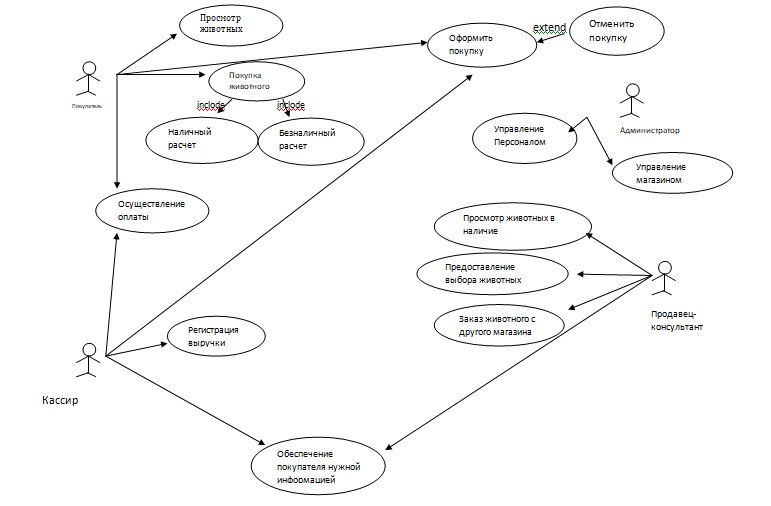 Просмотр
животных
Оформить
покупку
extend
Отменить
покупку
Покупатель
Покупка
животного
inclode
inclode
Наличный
расчет
Безналичный
расчет
Управление
Персоналом
Администратор
Управление
магазином
Осуществление
оплаты
Просмотр животных в
наличие
Предоставление
выбора животных
Заказ животного с
другого магазина
Продавец-
консультант
Регистрация
выручки
Кассир
Обеспечение
покупателя нужной
информацией